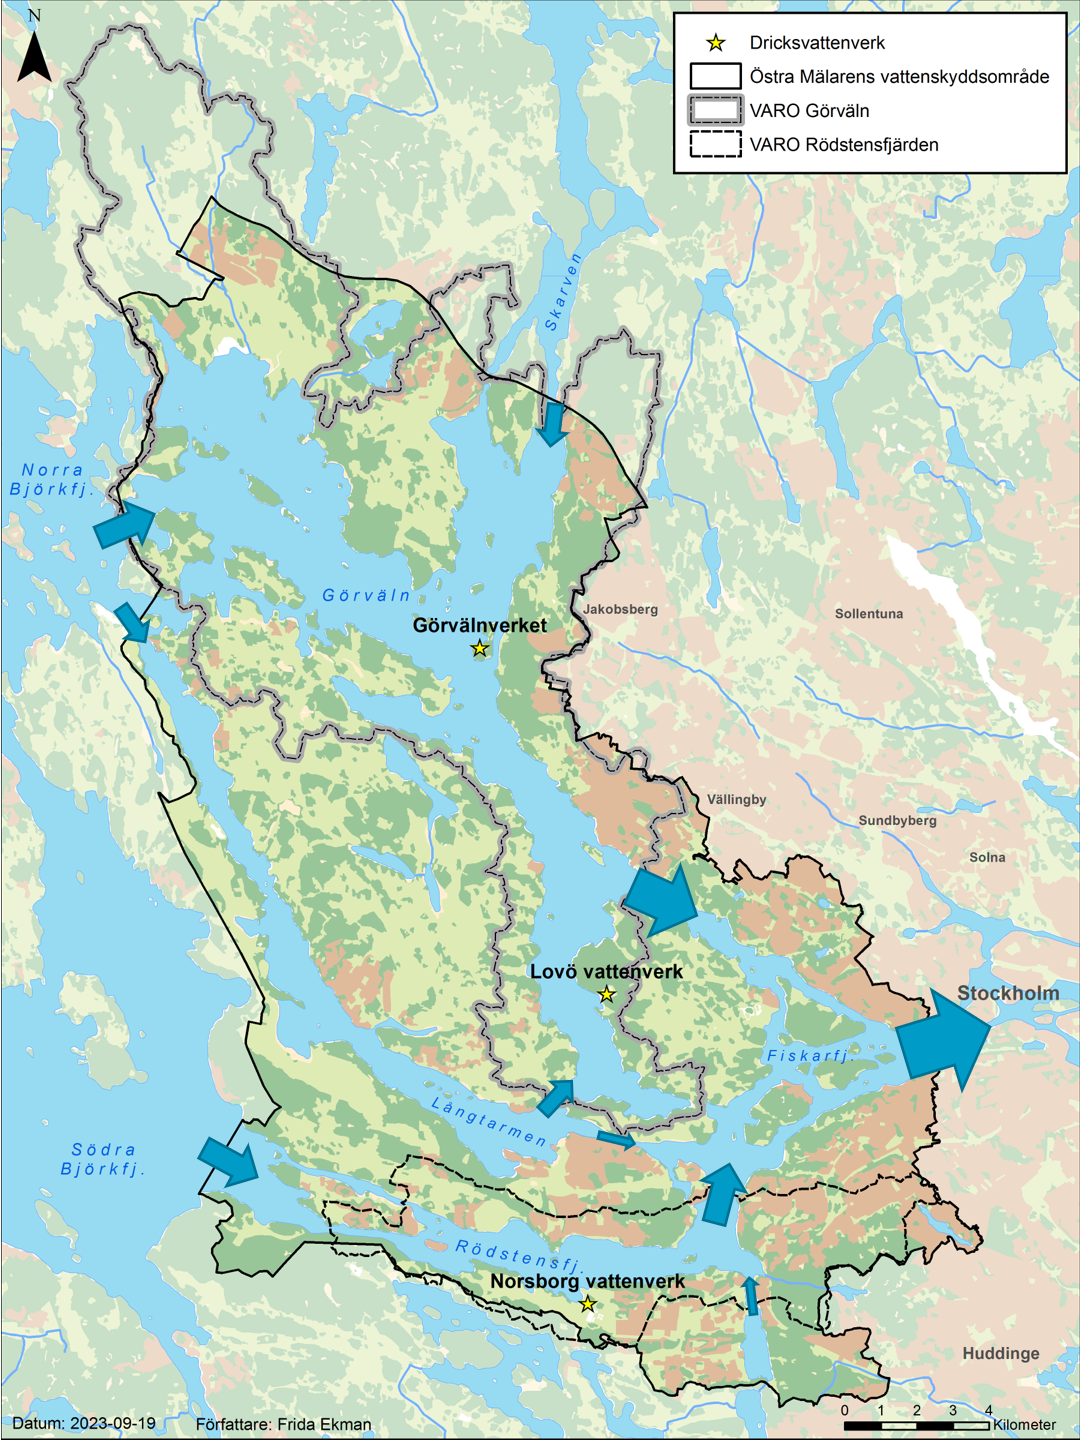 N
Dricksvattenverk
Östra Mälarens vattenskyddsområde
VARO Görväln
VARO Rödstensfjärden
Skarven
Norra
Björkfj.
Görväln
Görvälnverket
Jakobsberg
Sollentuna
Vällingby
Sundbyberg
Solna
Lovö vattenverk
Stockholm
Fiskarfj.
Långtarmen
Södra
Björkfj.
Rödstensfj.
Norsborg vattenverk
Huddinge
Datum: 2023-09-19
Författare: Frida Ekman
0 1 2 3 4
Kilometer